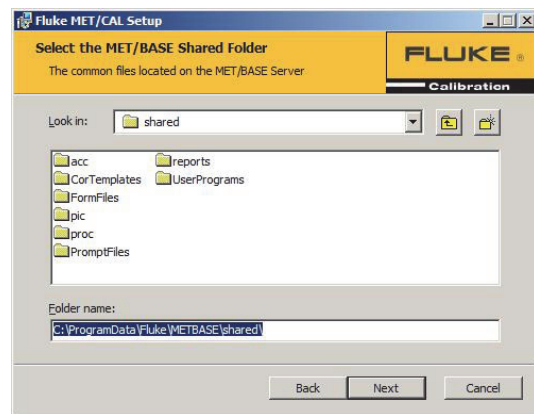 Fluke MET/CAL Setup
Select the MET/BASE Shared Folder
The common files located on the MET/BASE Server
FLUKE ®
Calibration
Look in:
shared
acc
CorTemplates
FormFiles
pic
proc
PromptFiles
reports
UserPrograms
Folder name:
C:\ProgramData\Fluke\METBASE\shared\
Back
Next
Cancel